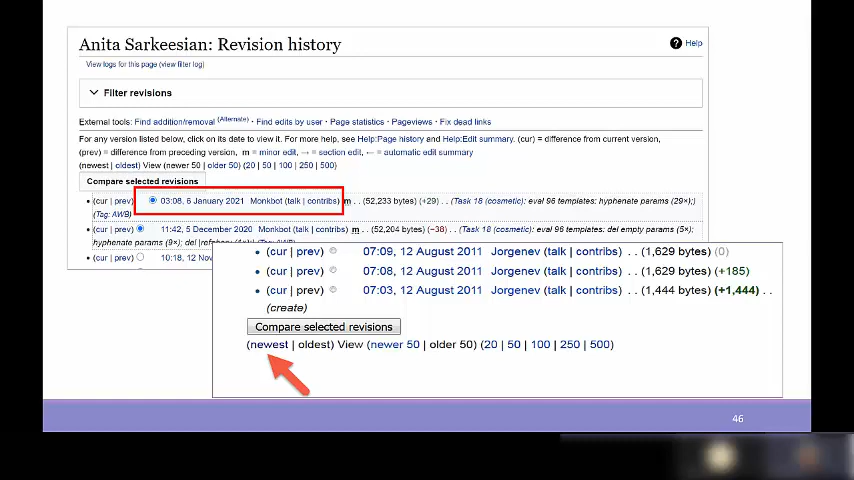 Anita Sarkeesian: Revision history
Help
View logs for this page (view filter log)
Filter revisions
External tools: Find addition/removal (Alternate) · Find edits by user · Page statistics · Pageviews · Fix dead links
For any version listed below, click on its date to view it. For more help, see Help:Page history and Help:Edit summary. (cur) = difference from current version,
(prev) = difference from preceding version, m = minor edit, → = section edit, ← = automatic edit summary
(newest | oldest) View (newer 50 | older 50) (20 | 50 | 100 | 250 | 500)
Compare selected revisions
• (cur | prev) 03:08, 6 January 2021 Monkbot (talk | contribs) m . . (52,233 bytes) (+29) . . (Task 18 (cosmetic): eval 96 templates: hyphenate params (29×);)
(Tag: AWB)
• (cur | prev) 11:42, 5 December 2020 Monkbot (talk | contribs) m . . (52,204 bytes) (−38) . . (Task 18 (cosmetic): eval 96 templates: del empty params (5×);
hyphenate params (9×); del
• (cur | prev) 10:18, 12 Nov
• (cur | prev) 07:09, 12 August 2011 Jorgenev (talk | contribs) . . (1,629 bytes) (0)
• (cur | prev) 07:08, 12 August 2011 Jorgenev (talk | contribs) . . (1,629 bytes) (+185)
• (cur | prev) 07:03, 12 August 2011 Jorgenev (talk | contribs) . . (1,444 bytes) (+1,444) . .
(create)
Compare selected revisions
(newest | oldest) View (newer 50 | older 50) (20 | 50 | 100 | 250 | 500)
46